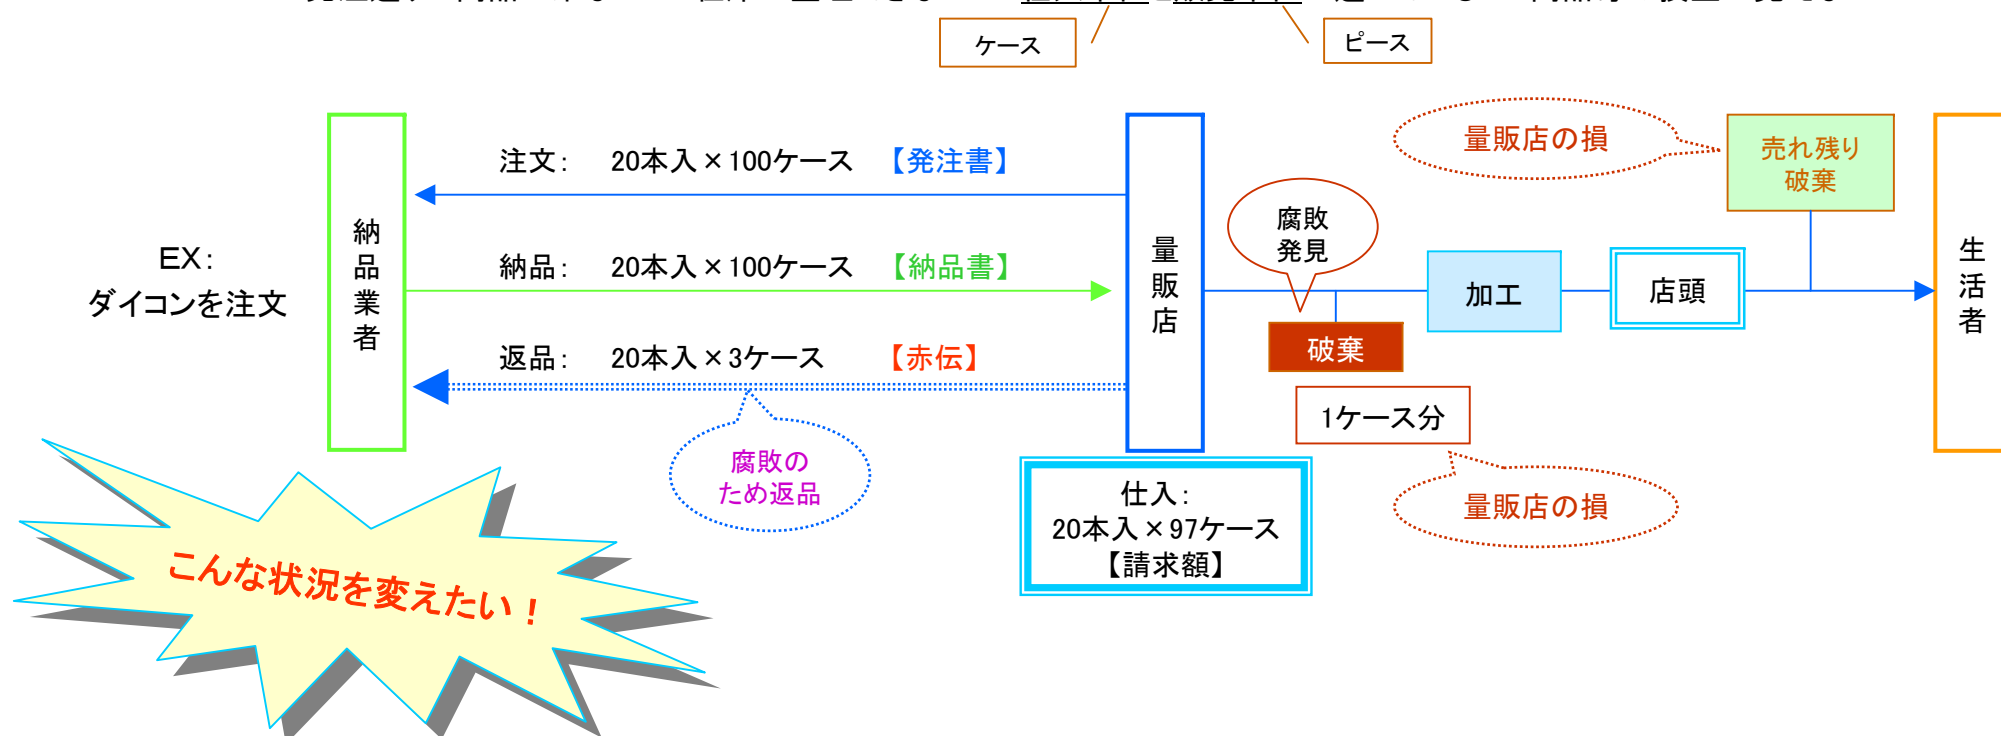 ケース
ピース
量販店の損
売れ残り
破棄
注文： 20本入×100ケース 【発注書】
腐敗
発見
納品業者
量販店
生活者
EX：
ダイコンを注文
納品： 20本入×100ケース 【納品書】
加工
店頭
返品： 20本入×3ケース 【赤伝】
破棄
1ケース分
腐敗の
ため返品
仕入：
20本入×97ケース
【請求額】
量販店の損
こんな状況を変えたい！